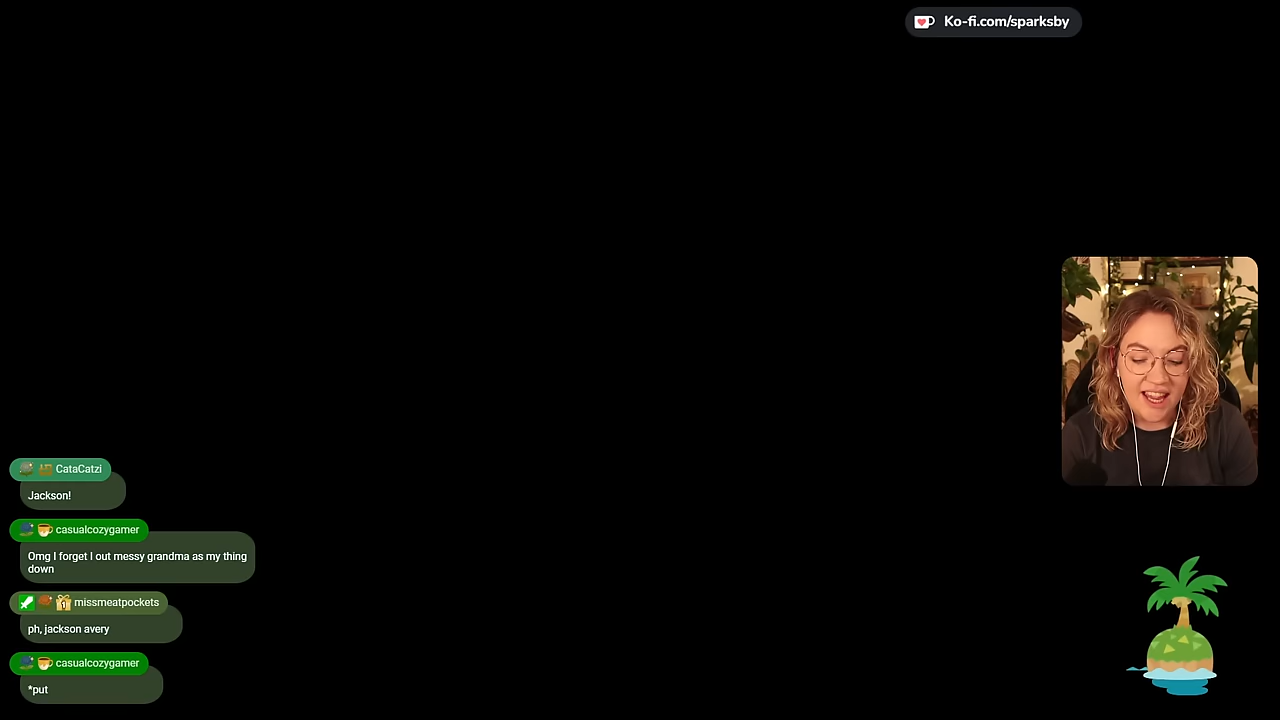 Ko-fi.com/sparksby
CataCatzi
Jackson!
casualcozygamer
Omg I forget I out messy grandma as my thing
down
missmeatpockets
ph, jackson avery
casualcozygamer
*put